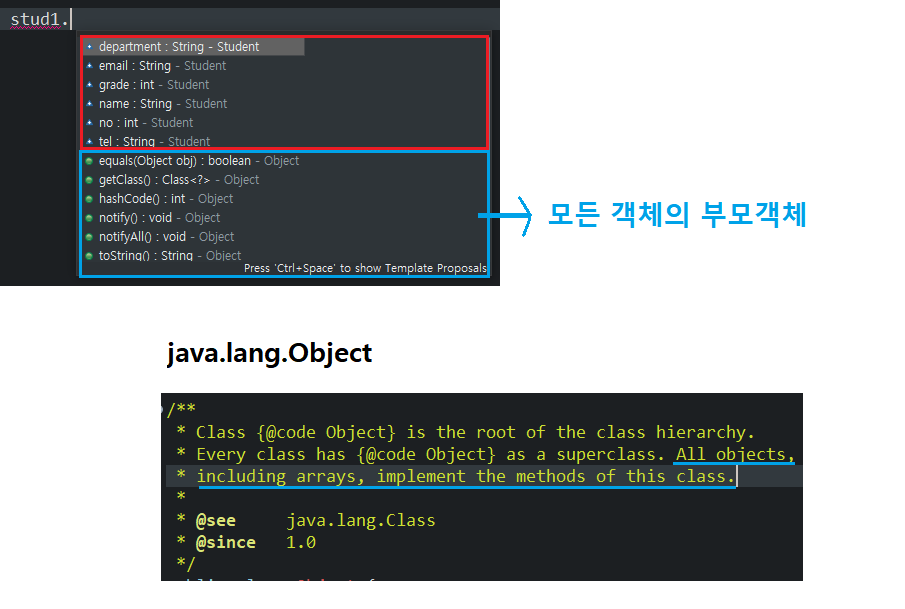 stud1.
department : String - Student
email : String - Student
grade : int - Student
name : String - Student
no : int - Student
tel : String - Student
equals(Object obj) : boolean - Object
getClass() : Class<?> - Object
hashCode() : int - Object
notify() : void - Object
notifyAll() : void - Object
toString() : String - Object
Press 'Ctrl+Space' to show Template Proposals
모든 객체의 부모객체
java.lang.Object
/**
* Class {@code Object} is the root of the class hierarchy.
* Every class has {@code Object} as a superclass. All objects,
* including arrays, implement the methods of this class.
*
* @see java.lang.Class
* @since 1.0
*/